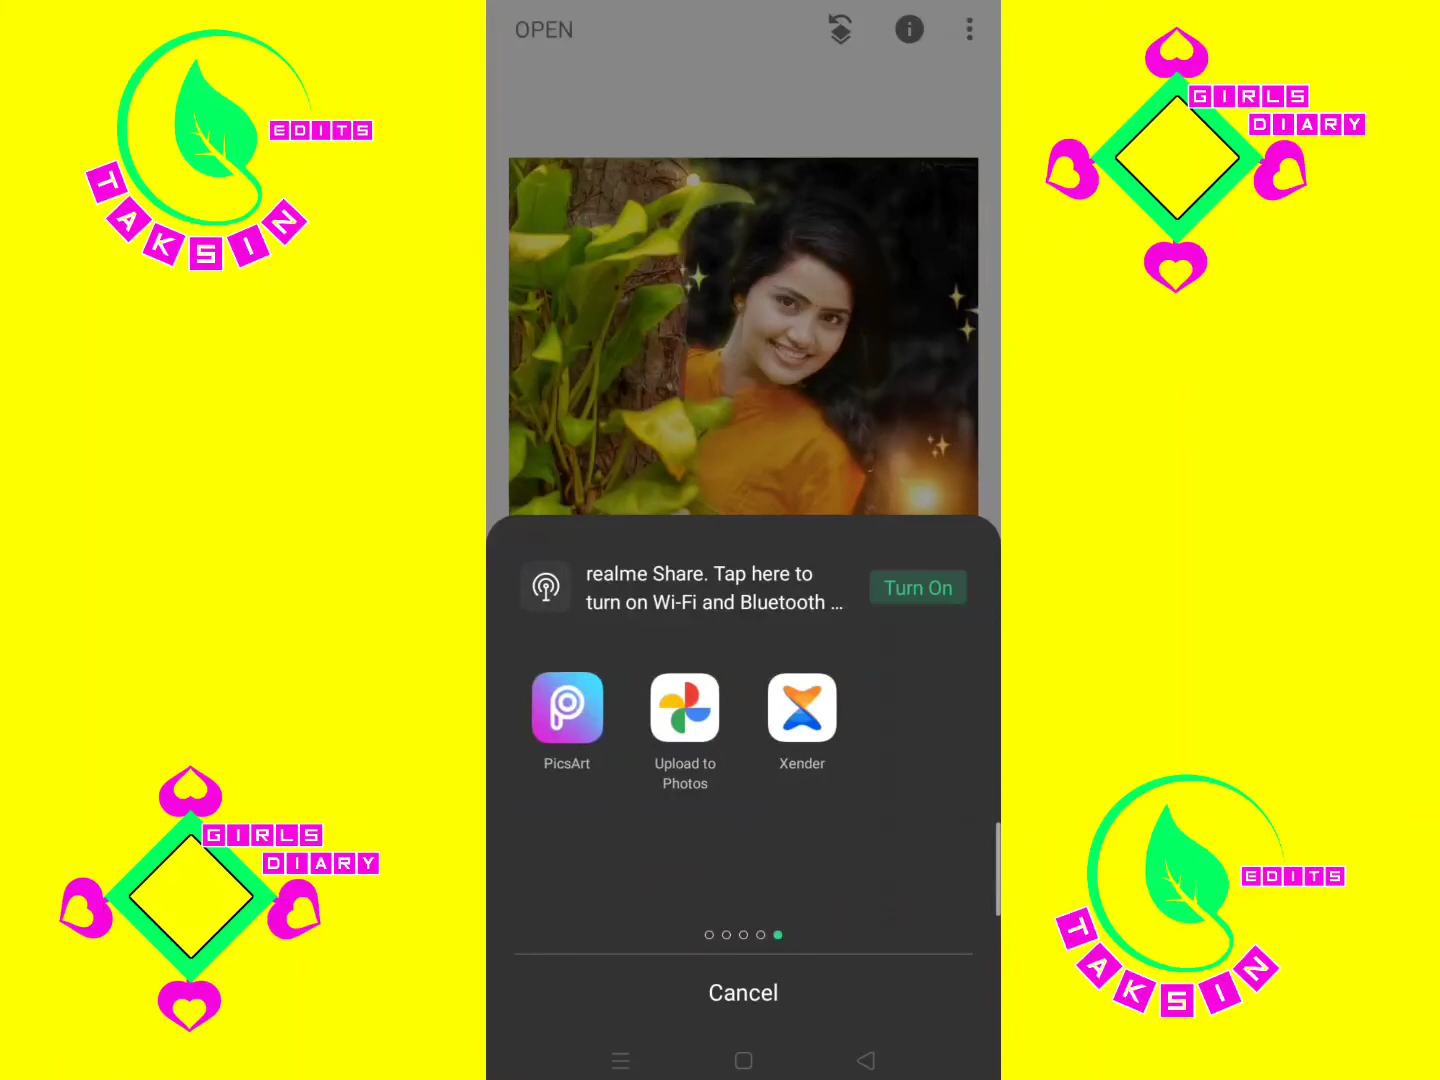 OPEN
EDITS
TAKSIN
GIRLS
DIARY
realme Share. Tap here to
turn on Wi-Fi and Bluetooth ...
Turn On
PicsArt
Upload to
Photos
Xender
Cancel
GIRLS
DIARY
EDITS
TAKSIN